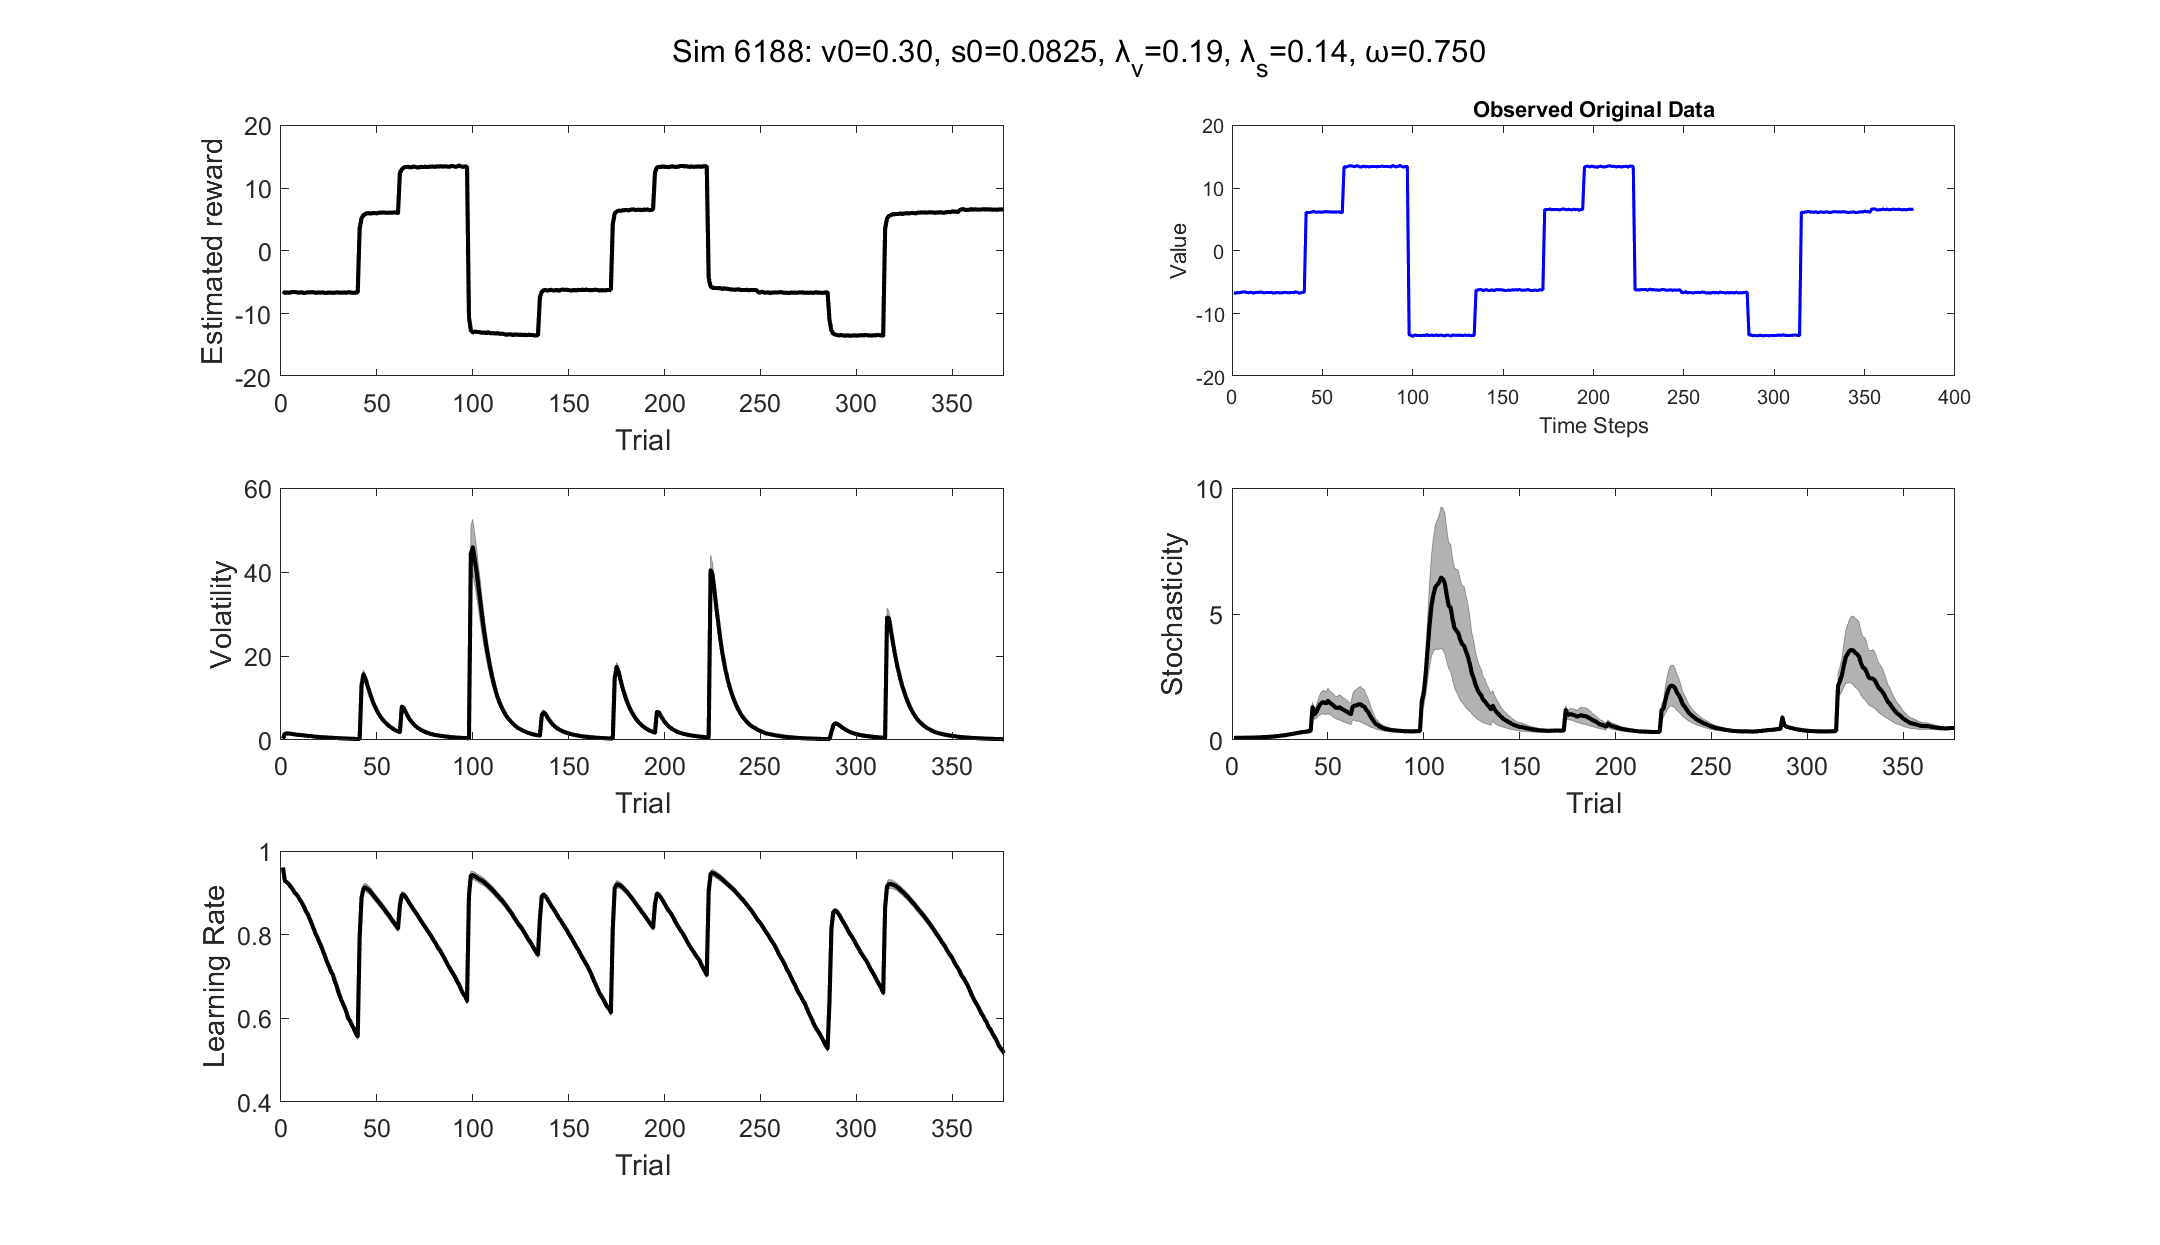 Sim 6188: v0=0.30, s0=0.0825, λ_v=0.19, λ_s=0.14, ω=0.750
20
10
0
-10
-20
Estimated reward
0 50 100 150 200 250 300 350
Trial
Observed Original Data
20
10
0
-10
-20
Value
0 50 100 150 200 250 300 350 400
Time Steps
60
40
20
0
Volatility
0 50 100 150 200 250 300 350
Trial
10
5
0
Stochasticity
0 50 100 150 200 250 300 350
Trial
1
0.8
0.6
0.4
Learning Rate
0 50 100 150 200 250 300 350
Trial